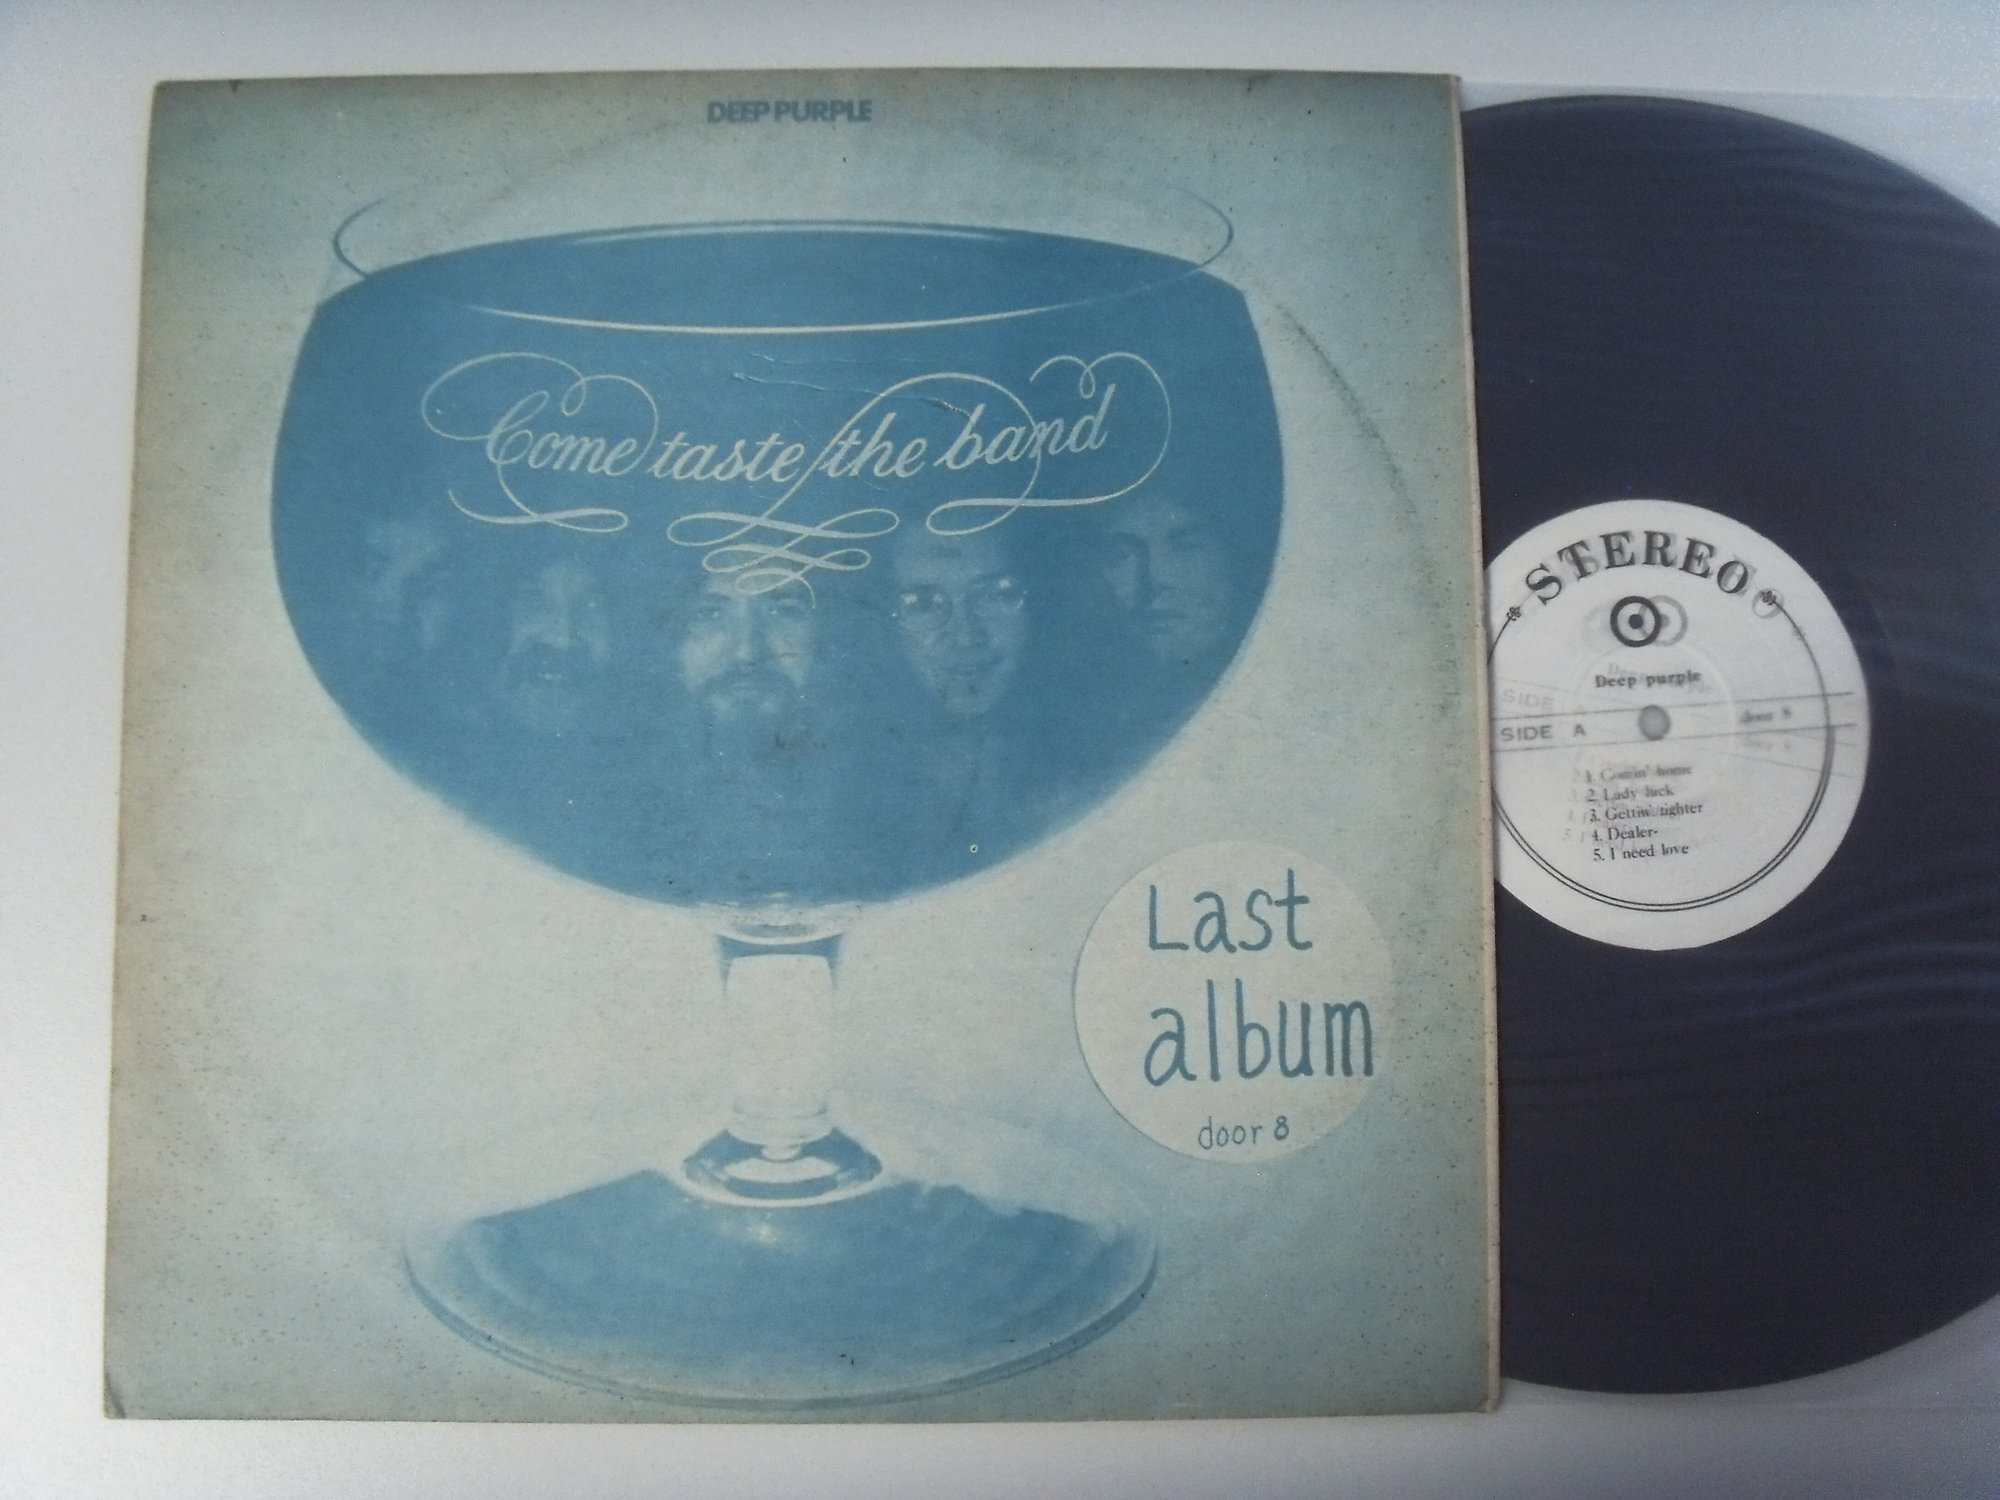 DEEP PURPLE
Come taste the band
Last
album
door 8
STEREO
Deep purple
SIDE A
door 8
1. Comin' home
2. Lady luck
3. Gettin' tighter
4. Dealer-
5. I need love